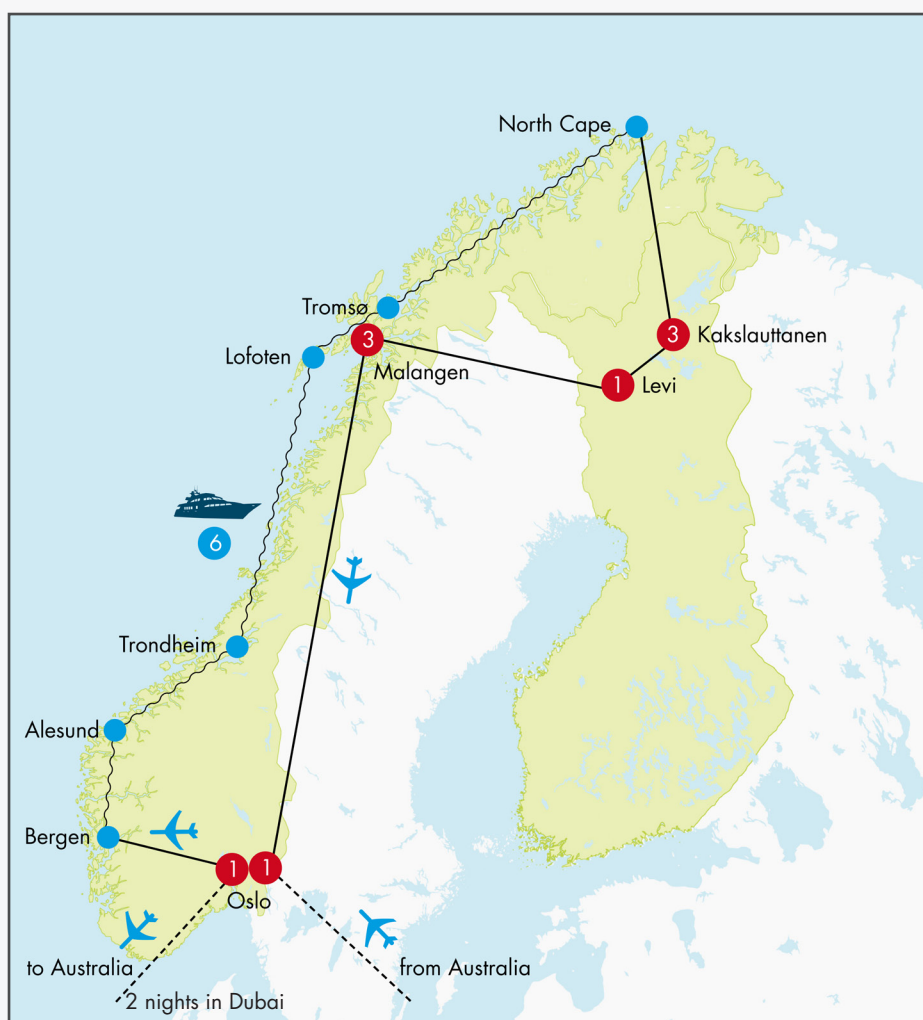 North Cape
Tromsø
3
Kakslauttanen
Lofoten
3
Malangen
1
Levi
6
Trondheim
Alesund
Bergen
1
1
Oslo
to Australia
from Australia
2 nights in Dubai